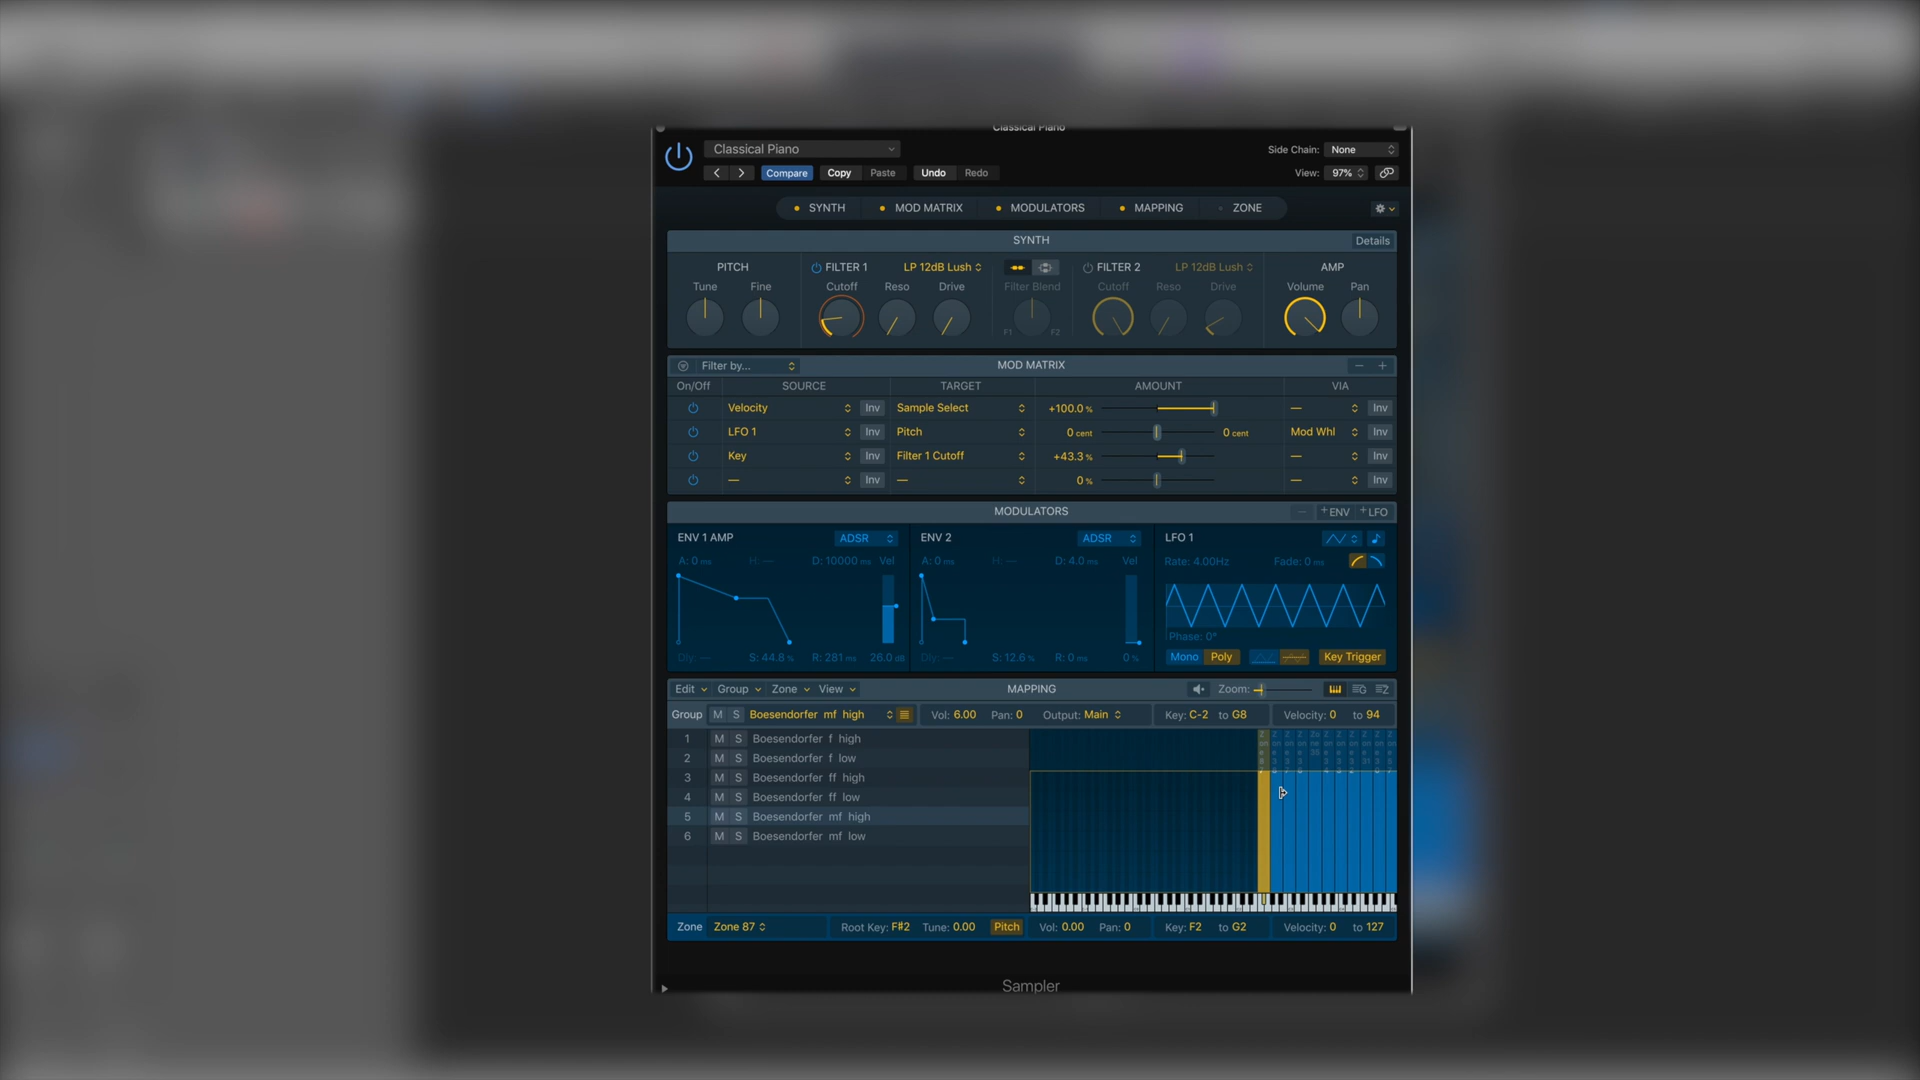 Classical Piano
Classical Piano
Side Chain: None
Compare Copy Paste Undo Redo
View: 97%
SYNTH MOD MATRIX MODULATORS MAPPING ZONE
SYNTH Details
PITCH FILTER 1 LP 12dB Lush FILTER 2 LP 12dB Lush AMP
Tune Fine Cutoff Reso Drive Filter Blend Cutoff Reso Drive Volume Pan
F1 F2
Filter by... MOD MATRIX
On/Off SOURCE TARGET AMOUNT VIA
Velocity Inv Sample Select +100.0 % — Inv
LFO 1 Inv Pitch 0 cent 0 cent Mod Whl Inv
Key Inv Filter 1 Cutoff +43.3 % — Inv
— Inv — 0 % — Inv
MODULATORS − +ENV +LFO
ENV 1 AMP ADSR ENV 2 ADSR LFO 1
A: 0 ms H: — D: 10000 ms Vel A: 0 ms H: — D: 4.0 ms Vel Rate: 4.00Hz Fade: 0 ms
Phase: 0°
Dly: — S: 44.8 % R: 281 ms 26.0 dB Dly: — S: 12.6 % R: 0 ms 0 % Mono Poly Key Trigger
Edit Group Zone View MAPPING Zoom:
Group M S Boesendorfer mf high Vol: 6.00 Pan: 0 Output: Main Key: C-2 to G8 Velocity: 0 to 94
1 M S Boesendorfer f high
2 M S Boesendorfer f low
3 M S Boesendorfer ff high
4 M S Boesendorfer ff low
5 M S Boesendorfer mf high
6 M S Boesendorfer mf low
Zone Zone 87 Root Key: F#2 Tune: 0.00 Pitch Vol: 0.00 Pan: 0 Key: F2 to G2 Velocity: 0 to 127
Sampler